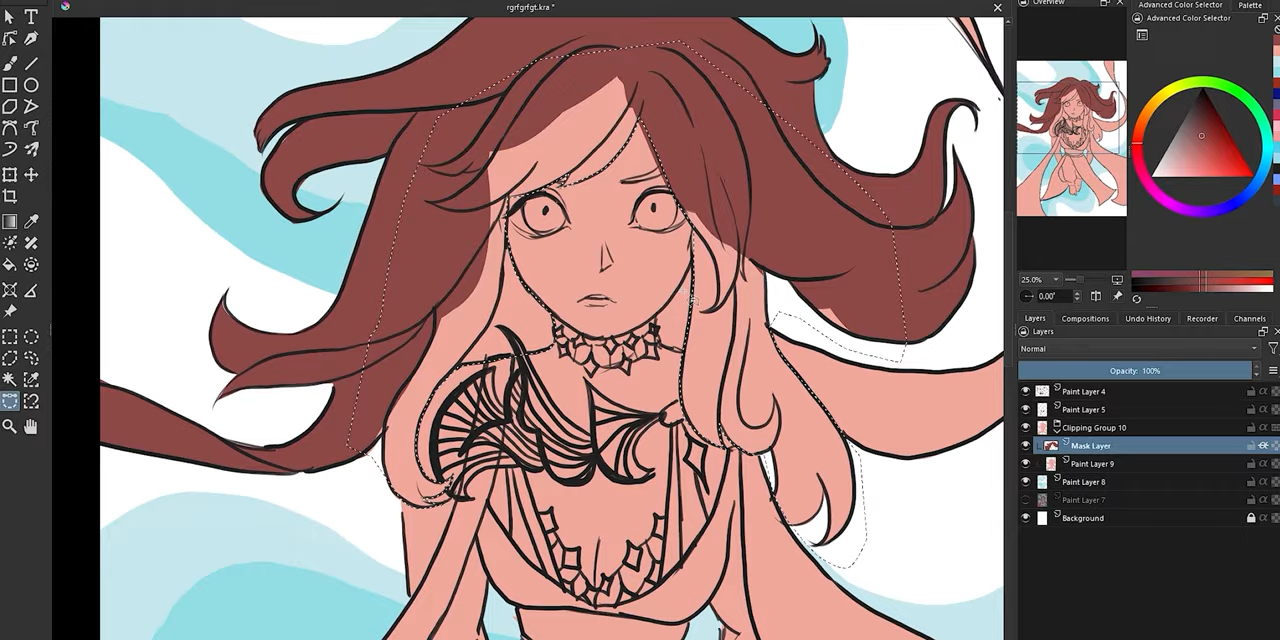 rgrfgrfgt.kra *
Overview
Advanced Color Selector
Palette
Advanced Color Selector
25.0%
0.00°
Layers
Compositions
Undo History
Recorder
Channels
Layers
Normal
Opacity: 100%
Paint Layer 4
Paint Layer 5
Clipping Group 10
Mask Layer
Paint Layer 9
Paint Layer 8
Paint Layer 7
Background